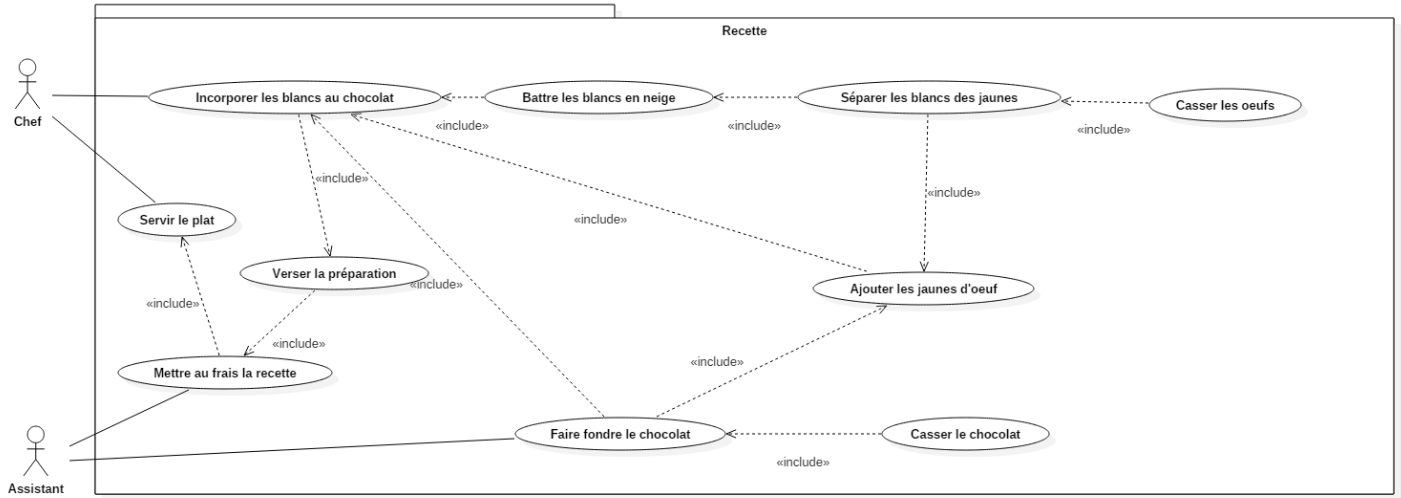 Recette
Chef
Incorporer les blancs au chocolat
Battre les blancs en neige
Séparer les blancs des jaunes
Casser les oeufs
«include»
«include»
«include»
«include»
«include»
Servir le plat
«include»
Verser la préparation
«include»
Ajouter les jaunes d'oeuf
«include»
«include»
«include»
Mettre au frais la recette
Faire fondre le chocolat
Casser le chocolat
«include»
Assistant